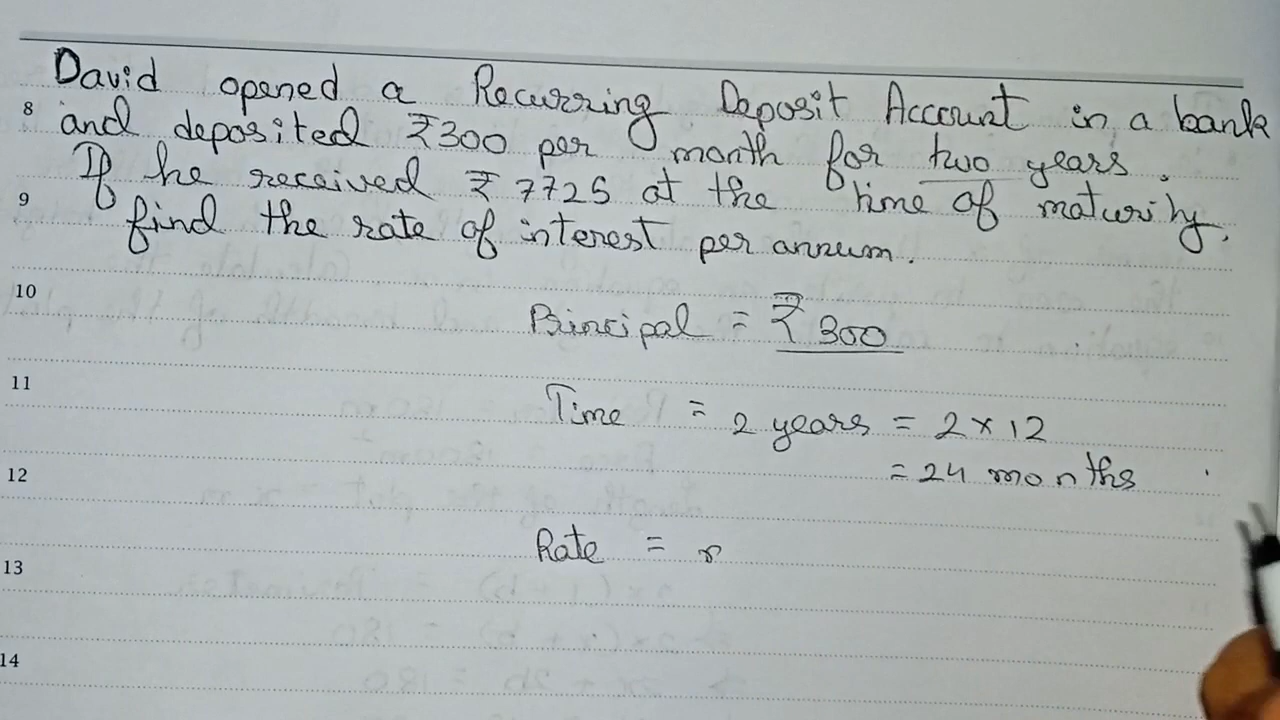 David opened a Recurring Deposit Account in a bank
8
and deposited ₹300 per month for two years.
If he received ₹7725 at the time of maturity,
9
find the rate of interest per annum.
10
Principal = ₹300
11
Time = 2 years = 2×12
= 24 months
12
Rate = r
13
14